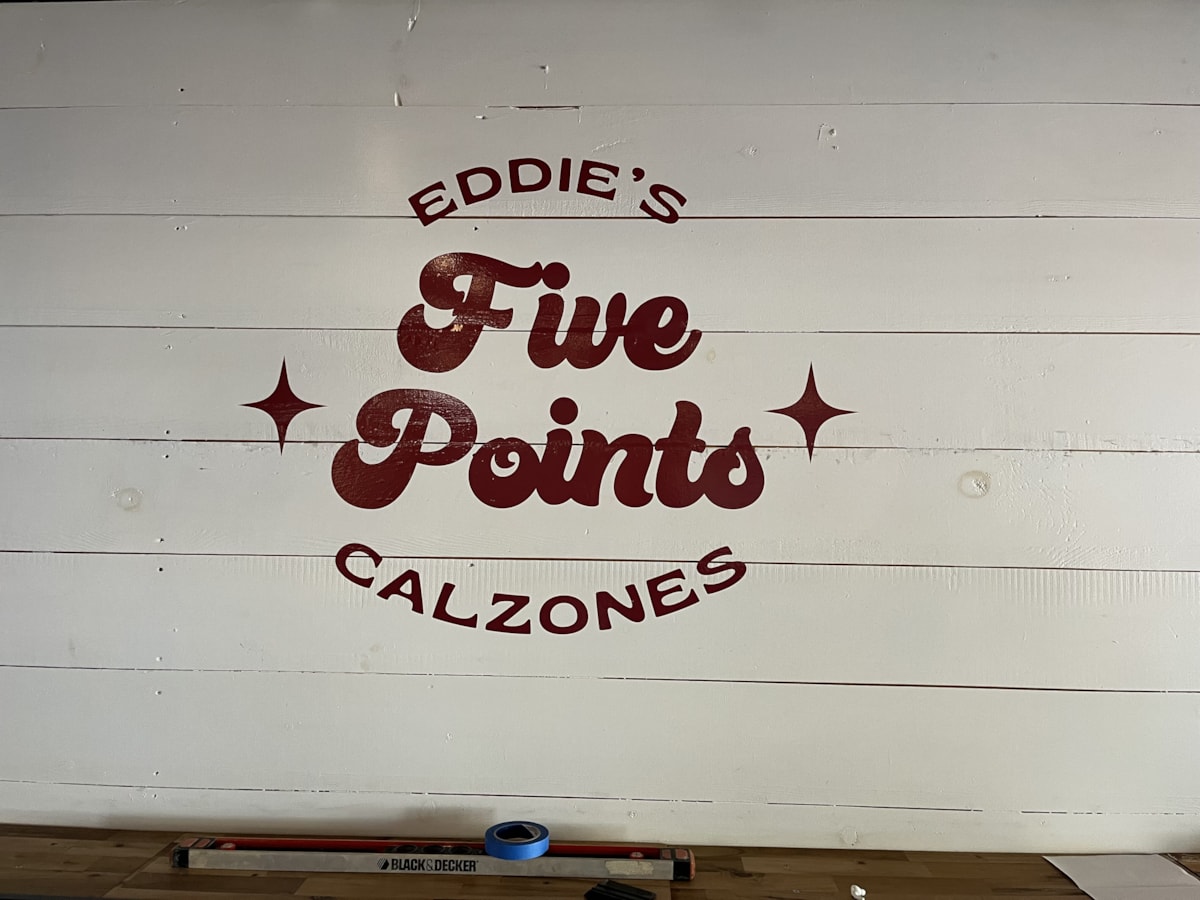 EDDIE'S
Five
Points
CALZONES
BLACK&DECKER